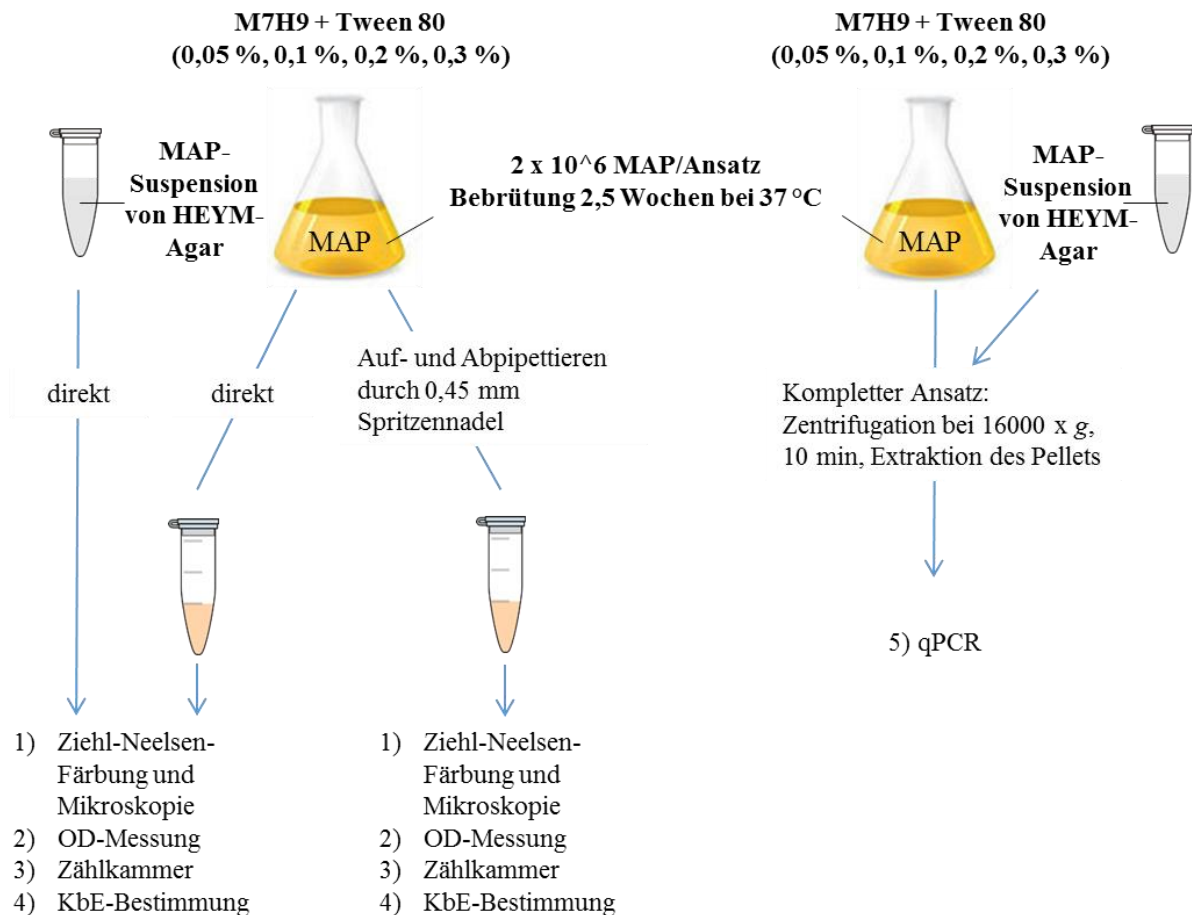 M7H9 + Tween 80
(0,05 %, 0,1 %, 0,2 %, 0,3 %)
M7H9 + Tween 80
(0,05 %, 0,1 %, 0,2 %, 0,3 %)
MAP-
Suspension
von HEYM-
Agar
MAP
2 x 10^6 MAP/Ansatz
Bebrütung 2,5 Wochen bei 37 °C
MAP
MAP-
Suspension
von HEYM-
Agar
direkt
direkt
Auf- und Abpipettieren
durch 0,45 mm
Spritzennadel
Kompletter Ansatz:
Zentrifugation bei 16000 x g,
10 min, Extraktion des Pellets
5) qPCR
1) Ziehl-Neelsen-
Färbung und
Mikroskopie
2) OD-Messung
3) Zählkammer
4) KbE-Bestimmung
1) Ziehl-Neelsen-
Färbung und
Mikroskopie
2) OD-Messung
3) Zählkammer
4) KbE-Bestimmung